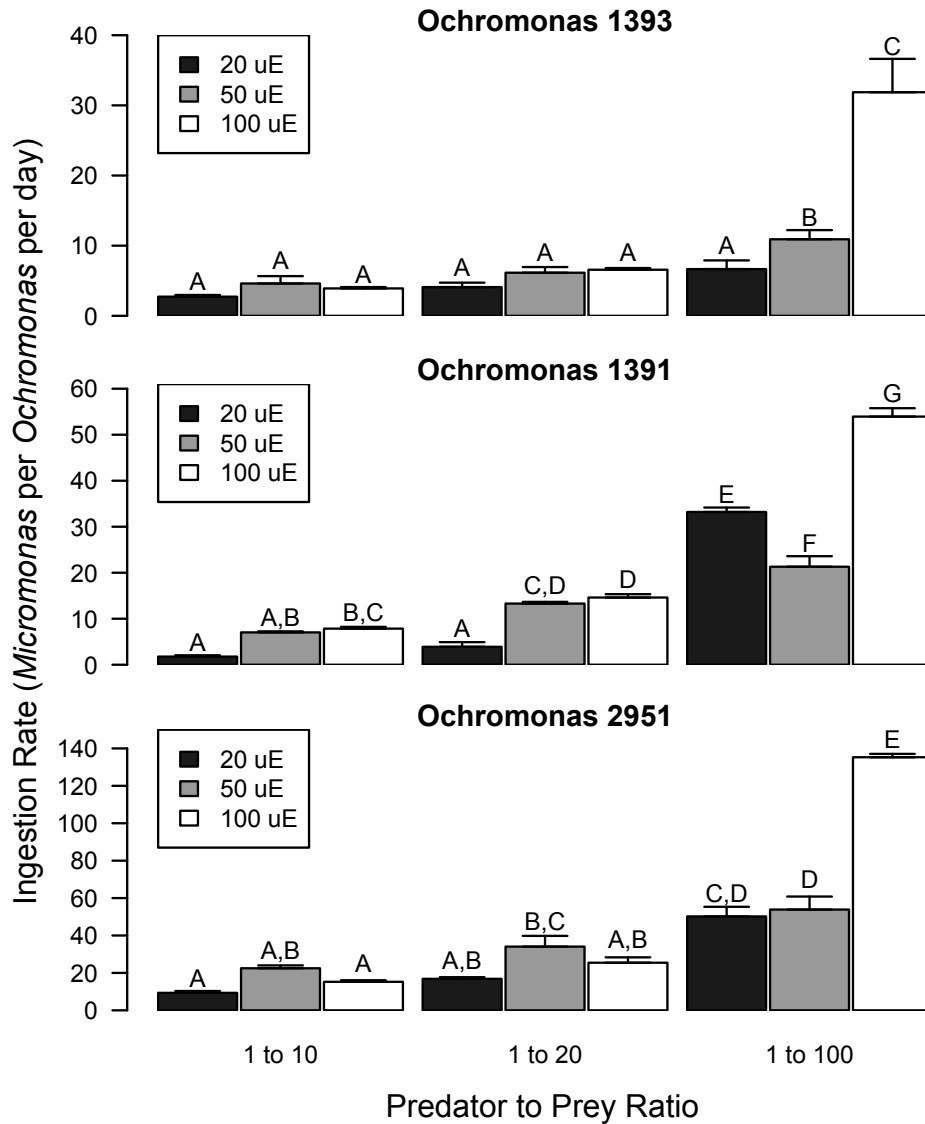 Ochromonas 1393
Ingestion Rate (Micromonas per Ochromonas per day)
40
30
20
10
0
20 uE
50 uE
100 uE
A
A
A
A
A
A
A
B
C
Ochromonas 1391
60
50
40
30
20
10
0
20 uE
50 uE
100 uE
A
A,B
B,C
A
C,D
D
E
F
G
Ochromonas 2951
140
120
100
80
60
40
20
0
20 uE
50 uE
100 uE
A
A,B
A
A,B
B,C
A,B
C,D
D
E
1 to 10
1 to 20
1 to 100
Predator to Prey Ratio